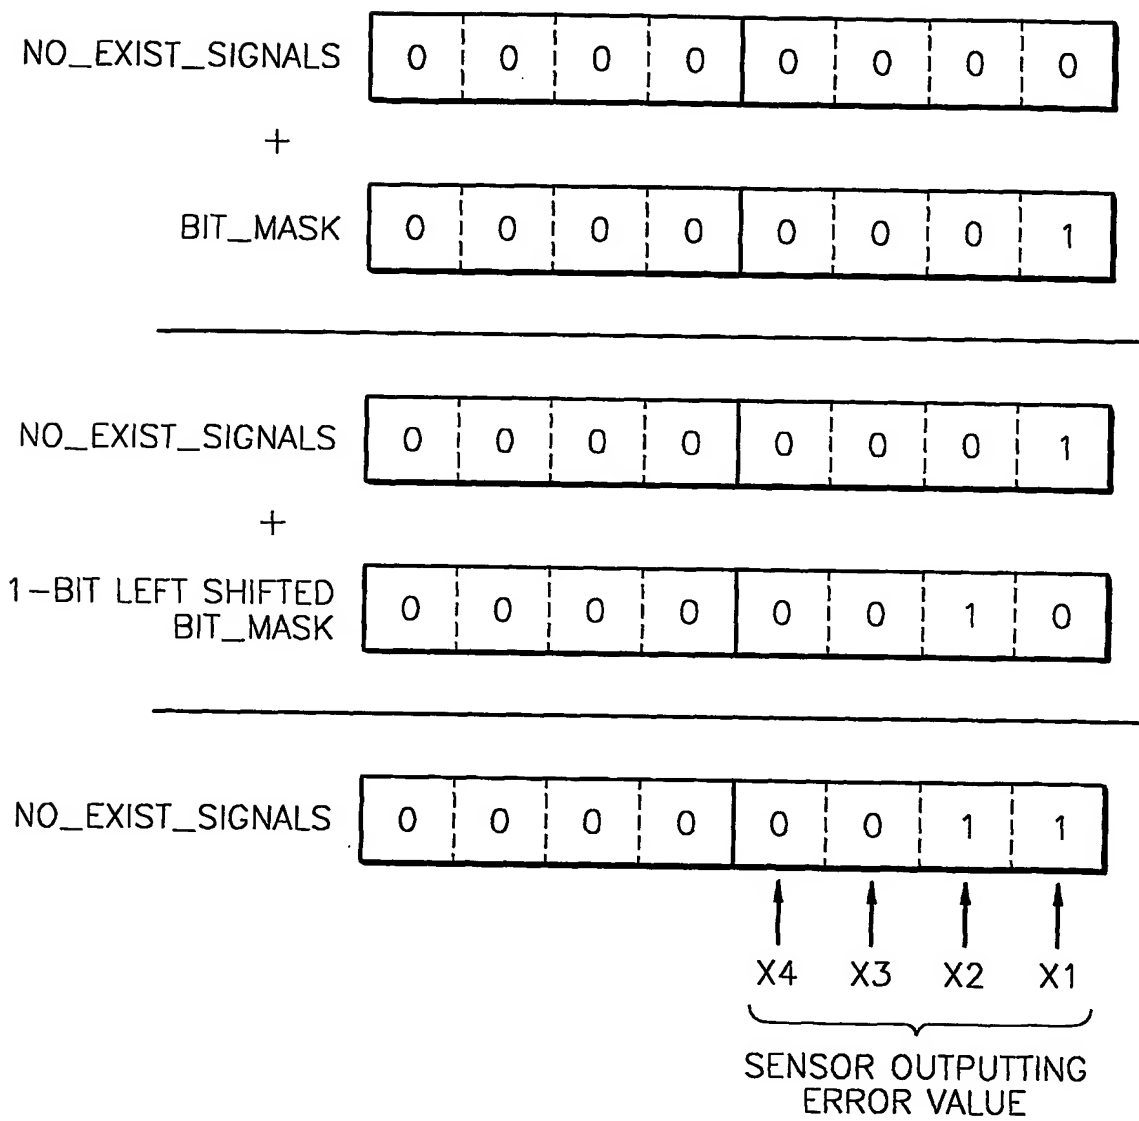 NO_EXIST_SIGNALS 0 0 0 0 0 0 0 0
+
BIT_MASK 0 0 0 0 0 0 0 1
NO_EXIST_SIGNALS 0 0 0 0 0 0 0 1
+
1-BIT LEFT SHIFTED
BIT_MASK 0 0 0 0 0 0 1 0
NO_EXIST_SIGNALS 0 0 0 0 0 0 1 1
X4 X3 X2 X1
SENSOR OUTPUTTING
ERROR VALUE